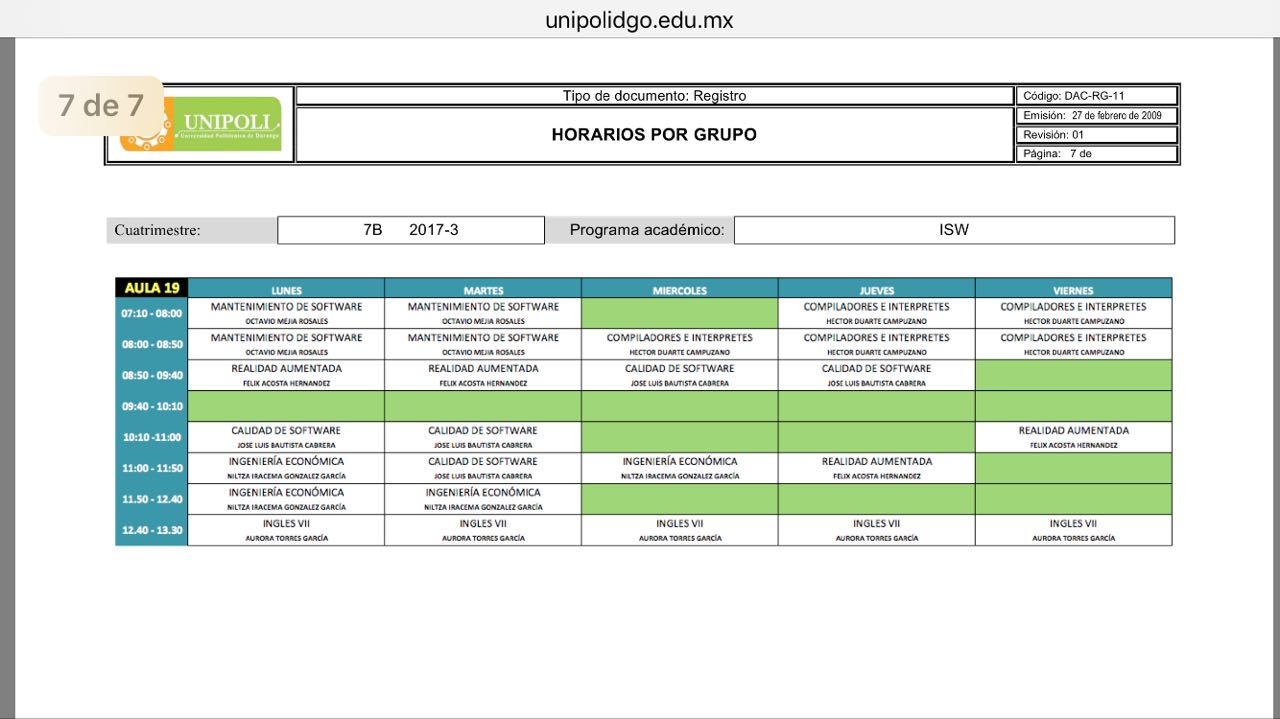 unipolidgo.edu.mx
7 de 7
UNIPOLI
Universidad Politécnica de Durango
Tipo de documento: Registro
HORARIOS POR GRUPO
Código: DAC-RG-11
Emisión: 27 de febrero de 2009
Revisión: 01
Página: 7 de
Cuatrimestre: 7B 2017-3 Programa académico: ISW
AULA 19 LUNES MARTES MIERCOLES JUEVES VIERNES
07:10 - 08:00 MANTENIMIENTO DE SOFTWARE MANTENIMIENTO DE SOFTWARE COMPILADORES E INTERPRETES COMPILADORES E INTERPRETES
OCTAVIO MEJIA ROSALES OCTAVIO MEJIA ROSALES HECTOR DUARTE CAMPUZANO HECTOR DUARTE CAMPUZANO
08:00 - 08:50 MANTENIMIENTO DE SOFTWARE MANTENIMIENTO DE SOFTWARE COMPILADORES E INTERPRETES COMPILADORES E INTERPRETES COMPILADORES E INTERPRETES
OCTAVIO MEJIA ROSALES OCTAVIO MEJIA ROSALES HECTOR DUARTE CAMPUZANO HECTOR DUARTE CAMPUZANO HECTOR DUARTE CAMPUZANO
08:50 - 09:40 REALIDAD AUMENTADA REALIDAD AUMENTADA CALIDAD DE SOFTWARE CALIDAD DE SOFTWARE
FELIX ACOSTA HERNANDEZ FELIX ACOSTA HERNANDEZ JOSE LUIS BAUTISTA CABRERA JOSE LUIS BAUTISTA CABRERA
09:40 - 10:10
10:10 -11:00 CALIDAD DE SOFTWARE CALIDAD DE SOFTWARE REALIDAD AUMENTADA
JOSE LUIS BAUTISTA CABRERA JOSE LUIS BAUTISTA CABRERA FELIX ACOSTA HERNANDEZ
11:00 - 11:50 INGENIERÍA ECONÓMICA CALIDAD DE SOFTWARE INGENIERÍA ECONÓMICA REALIDAD AUMENTADA
NILTZA IRACEMA GONZALEZ GARCÍA JOSE LUIS BAUTISTA CABRERA NILTZA IRACEMA GONZALEZ GARCÍA FELIX ACOSTA HERNANDEZ
11.50 - 12.40 INGENIERÍA ECONÓMICA INGENIERÍA ECONÓMICA
NILTZA IRACEMA GONZALEZ GARCÍA NILTZA IRACEMA GONZALEZ GARCÍA
12.40 - 13.30 INGLES VII INGLES VII INGLES VII INGLES VII INGLES VII
AURORA TORRES GARCÍA AURORA TORRES GARCÍA AURORA TORRES GARCÍA AURORA TORRES GARCÍA AURORA TORRES GARCÍA